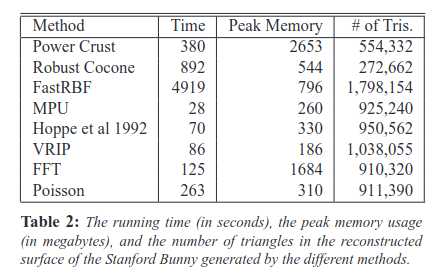 Method Time Peak Memory # of Tris.
Power Crust 380 2653 554,332
Robust Cocone 892 544 272,662
FastRBF 4919 796 1,798,154
MPU 28 260 925,240
Hoppe et al 1992 70 330 950,562
VRIP 86 186 1,038,055
FFT 125 1684 910,320
Poisson 263 310 911,390
Table 2: The running time (in seconds), the peak memory usage
(in megabytes), and the number of triangles in the reconstructed
surface of the Stanford Bunny generated by the different methods.